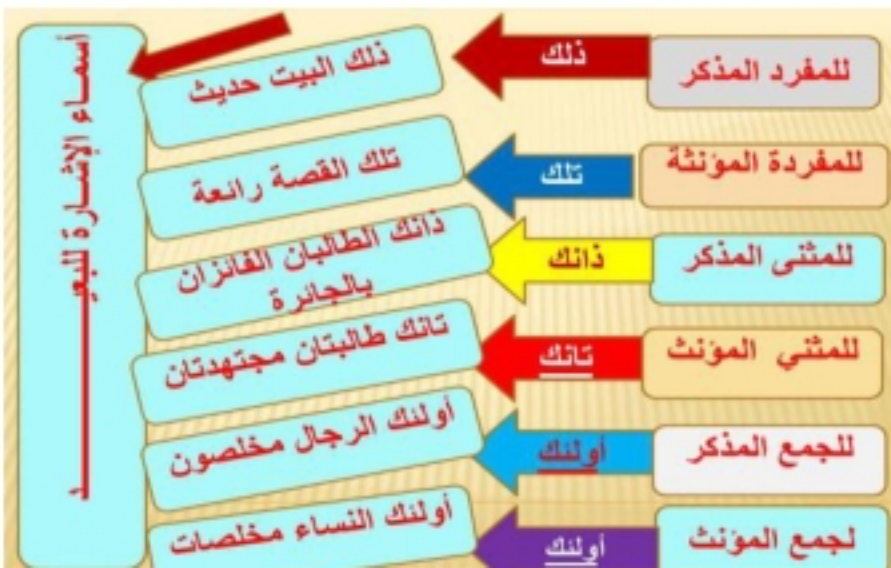 أسماء الإشارة للبعيد
للمفرد المذكر
ذلك
ذلك البيت حديث
للمفردة المؤنثة
تلك
تلك القصة رائعة
للمثنى المذكر
ذانك
ذانك الطالبان الفائزان
بالجائزة
للمثني المؤنث
تانك
تانك طالبتان مجتهدتان
للجمع المذكر
أولئك
أولئك الرجال مخلصون
لجمع المؤنث
أولئك
أولئك النساء مخلصات